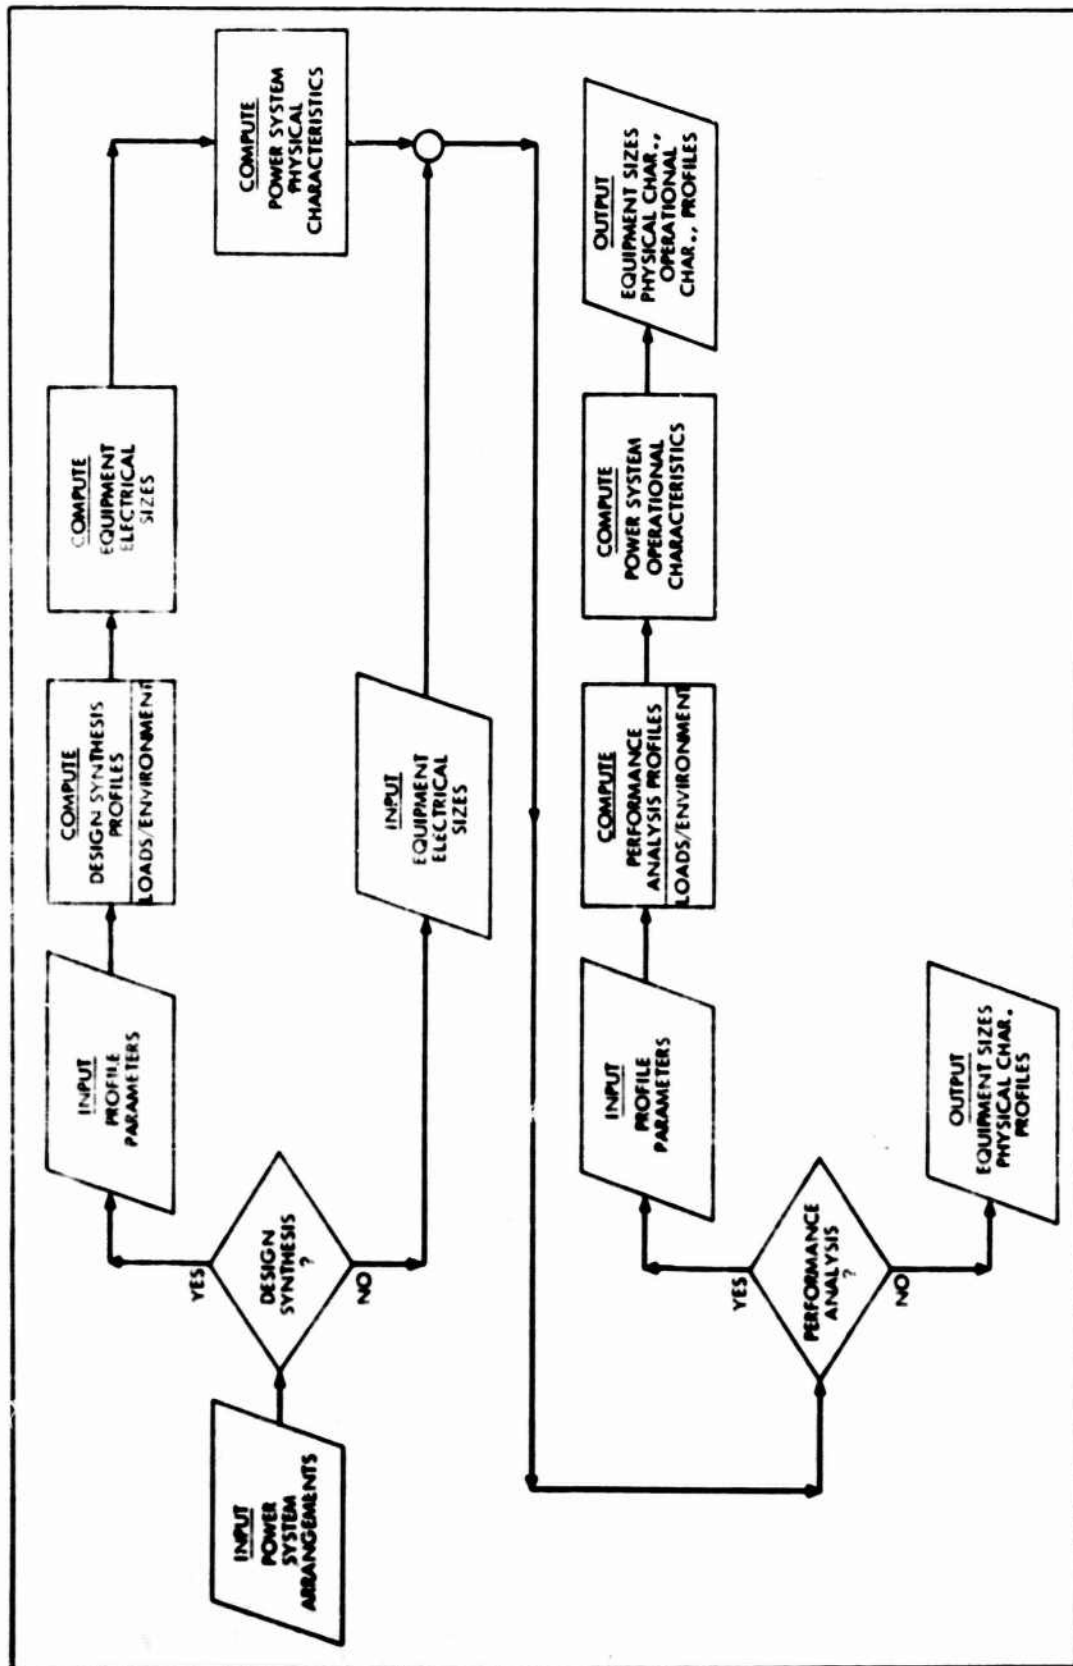 INPUT
POWER
SYSTEM
ARRANGEMENTS
DESIGN
SYNTHESIS
?
YES
NO
INPUT
PROFILE
PARAMETERS
COMPUTE
DESIGN SYNTHESIS
PROFILES
LOADS/ENVIRONMENT
COMPUTE
EQUIPMENT
ELECTRICAL
SIZES
COMPUTE
POWER SYSTEM
PHYSICAL
CHARACTERISTICS
INPUT
EQUIPMENT
ELECTRICAL
SIZES
PERFORMANCE
ANALYSIS
?
YES
NO
INPUT
PROFILE
PARAMETERS
COMPUTE
PERFORMANCE
ANALYSIS PROFILES
LOADS/ENVIRONMENT
COMPUTE
POWER SYSTEM
OPERATIONAL
CHARACTERISTICS
OUTPUT
EQUIPMENT SIZES
PHYSICAL CHAR.,
OPERATIONAL
CHAR., PROFILES
OUTPUT
EQUIPMENT SIZES
PHYSICAL CHAR.
PROFILES